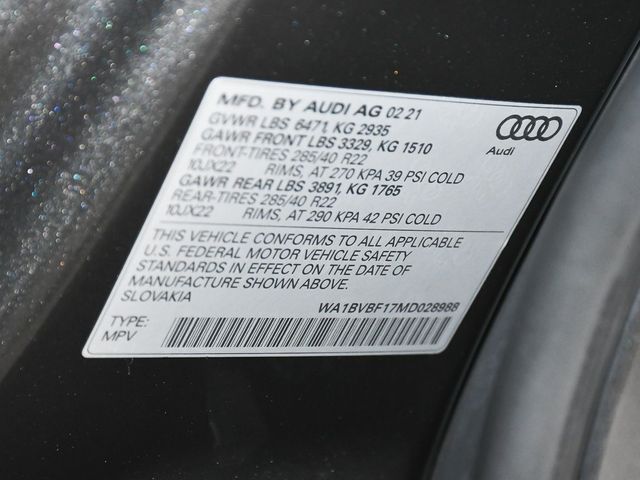 MFD. BY AUDI AG 02 21
GVWR LBS 6471, KG 2935
GAWR FRONT LBS 3329, KG 1510
FRONT-TIRES 285/40 R22
10JX22 RIMS, AT 270 KPA 39 PSI COLD
GAWR REAR LBS 3891, KG 1765
REAR-TIRES 285/40 R22
10JX22 RIMS, AT 290 KPA 42 PSI COLD
Audi
THIS VEHICLE CONFORMS TO ALL APPLICABLE
U.S. FEDERAL MOTOR VEHICLE SAFETY
STANDARDS IN EFFECT ON THE DATE OF
MANUFACTURE SHOWN ABOVE.
SLOVAKIA
WA1BVBF17MD028988
TYPE:
MPV